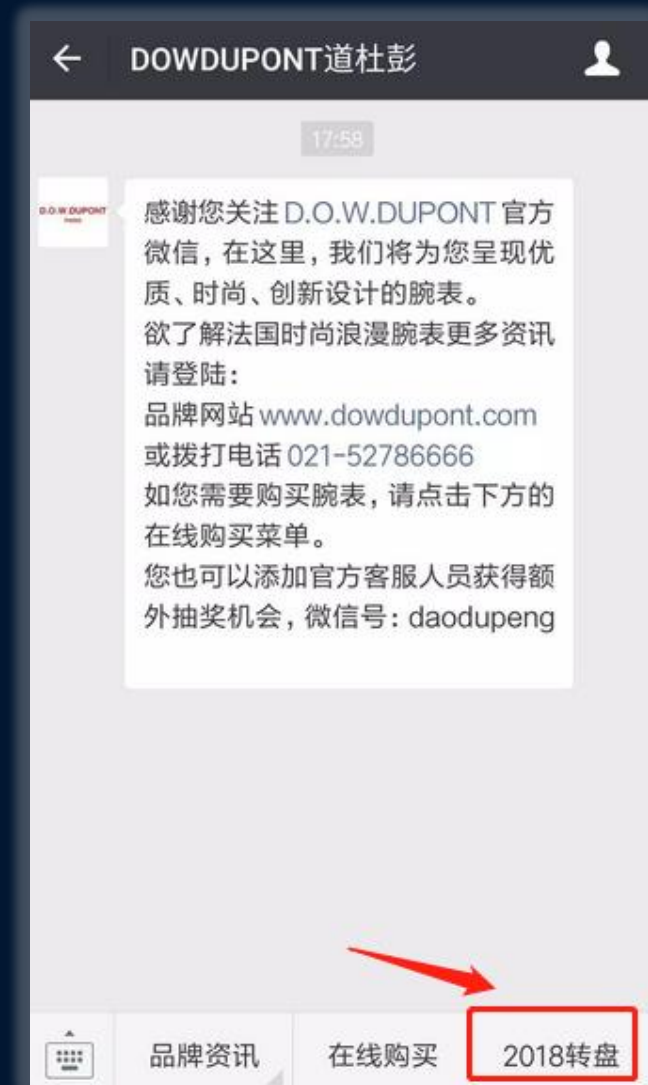 DOWDUPONT道杜彭
17:58
D.O.W.DUPONT
感谢您关注 D.O.W.DUPONT 官方
微信，在这里，我们将为您呈现优
质、时尚、创新设计的腕表。
欲了解法国时尚浪漫腕表更多资讯
请登陆：
品牌网站 www.dowdupont.com
或拨打电话 021-52786666
如您需要购买腕表，请点击下方的
在线购买菜单。
您也可以添加官方客服人员获得额
外抽奖机会，微信号：daodupeng
品牌资讯
在线购买
2018转盘